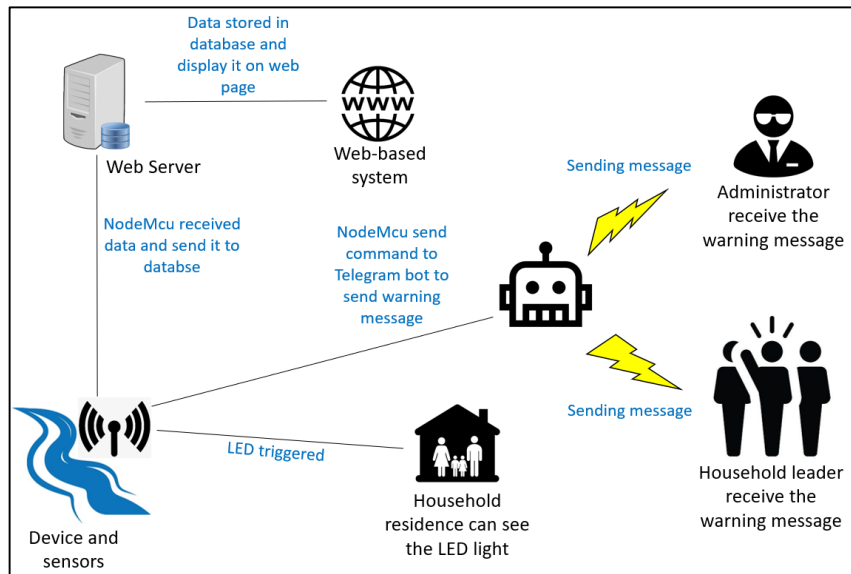 Data stored in
database and
display it on web
page
WWW
Web Server
Web-based
system
Sending message
Administrator
receive the
warning message
NodeMcu received
data and send it to
databse
NodeMcu send
command to
Telegram bot to
send warning
message
Sending message
Household leader
receive the
warning message
LED triggered
Household
residence can see
the LED light
Device and
sensors